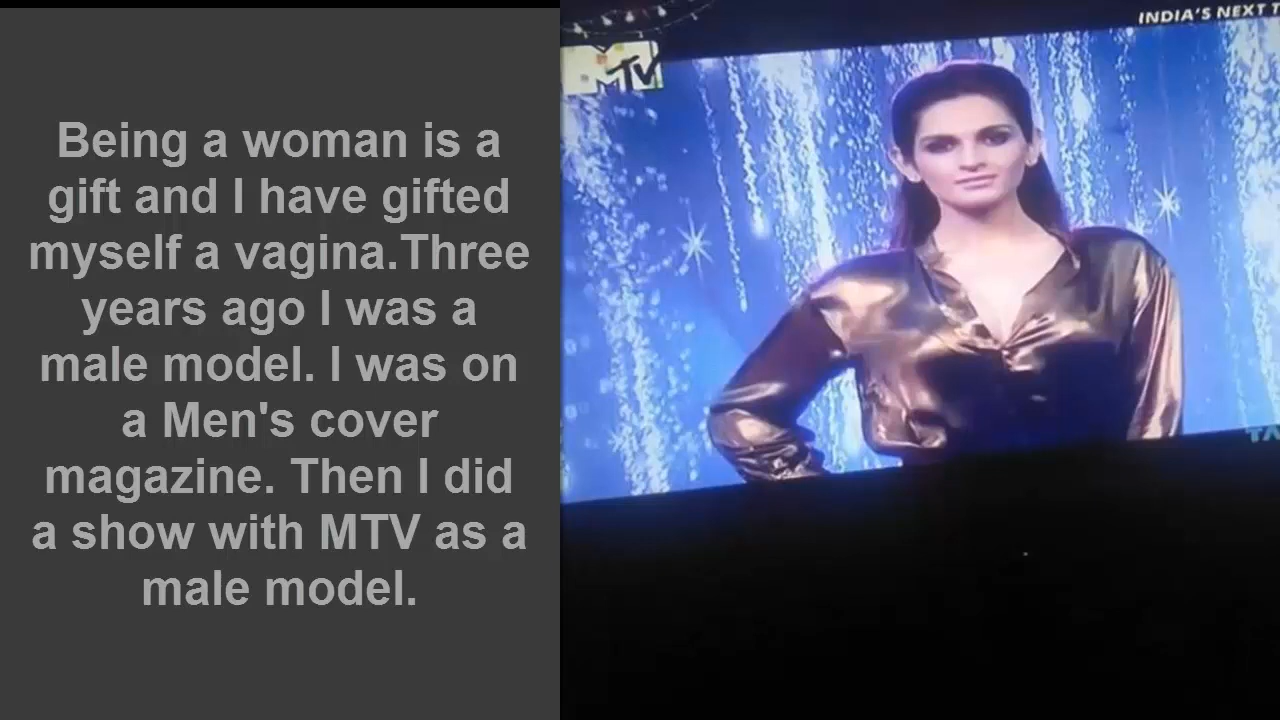 Being a woman is a
gift and I have gifted
myself a vagina.Three
years ago I was a
male model. I was on
a Men's cover
magazine. Then I did
a show with MTV as a
male model.
MTV
INDIA'S NEXT T